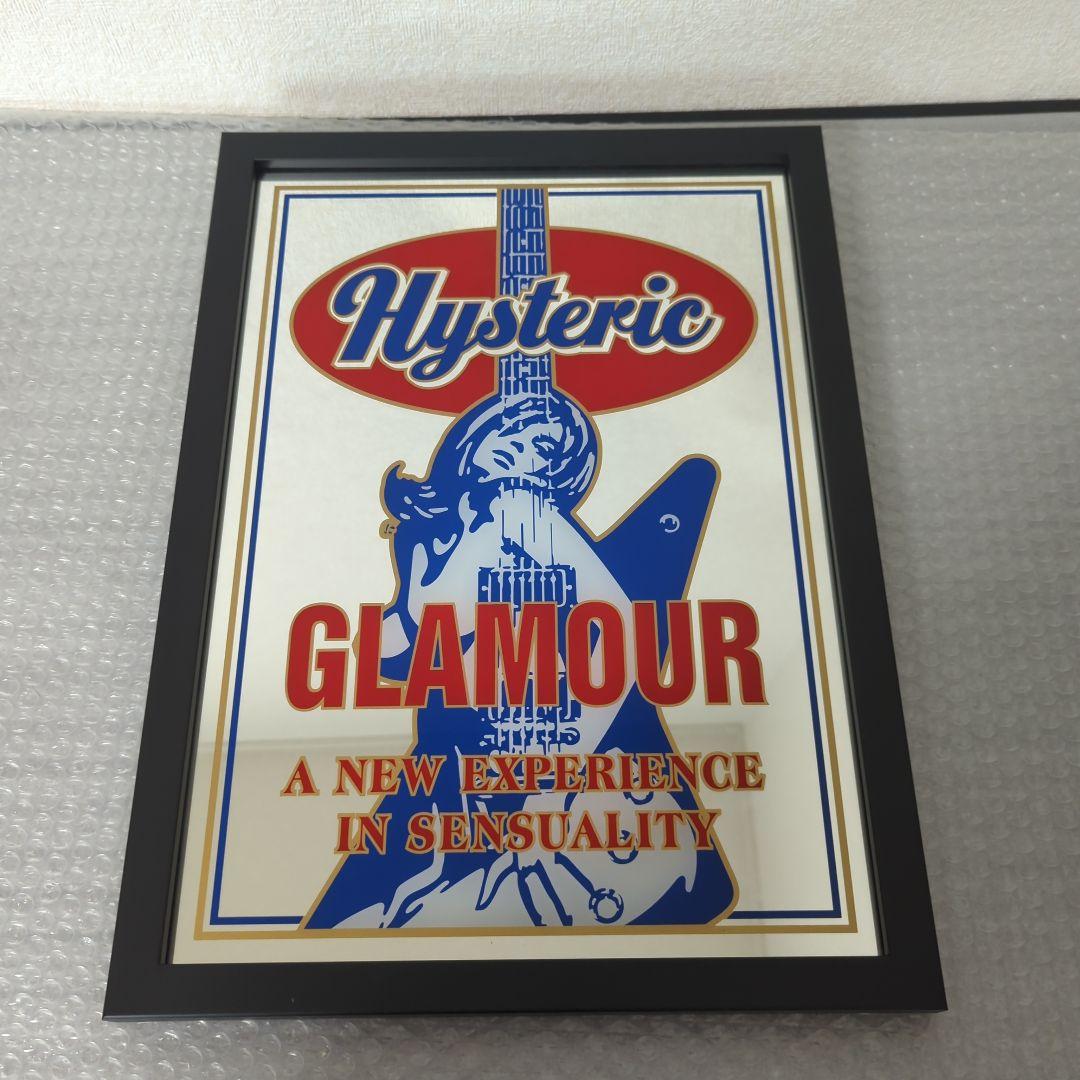 Hysteric
GLAMOUR
A NEW EXPERIENCE
IN SENSUALITY